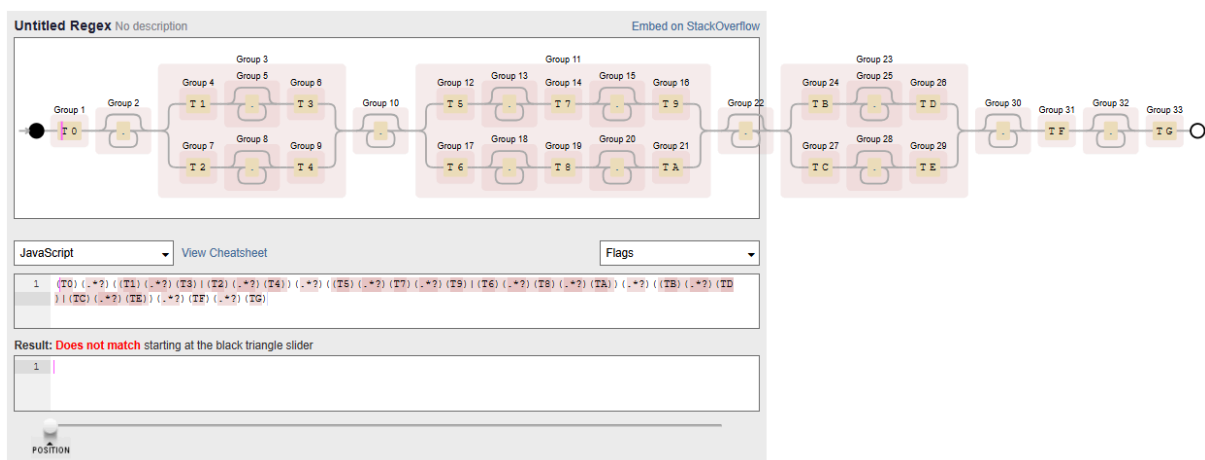 Untitled Regex No description Embed on StackOverflow
Group 3 Group 11 Group 23
Group 4 Group 5 Group 6 Group 12 Group 13 Group 14 Group 15 Group 16 Group 24 Group 25 Group 26
Group 1 Group 2 T1 . T3 Group 10 T5 . T7 . T9 Group 22 TB . TD Group 30 Group 31 Group 32 Group 33
T0 . . . . TF . TG
Group 7 Group 8 Group 9 Group 17 Group 18 Group 19 Group 20 Group 21 Group 27 Group 28 Group 29
T2 . T4 T6 . T8 . TA TC . TE
JavaScript View Cheatsheet Flags
1 (T0)(.*?)((T1)(.*?)(T3)|(T2)(.*?)(T4))(.*?)((T5)(.*?)(T7)(.*?)(T9)|(T6)(.*?)(T8)(.*?)(TA))(.*?)((TB)(.*?)(TD
)|(TC)(.*?)(TE))(.*?)(TF)(.*?)(TG)
Result: Does not match starting at the black triangle slider
1
POSITION